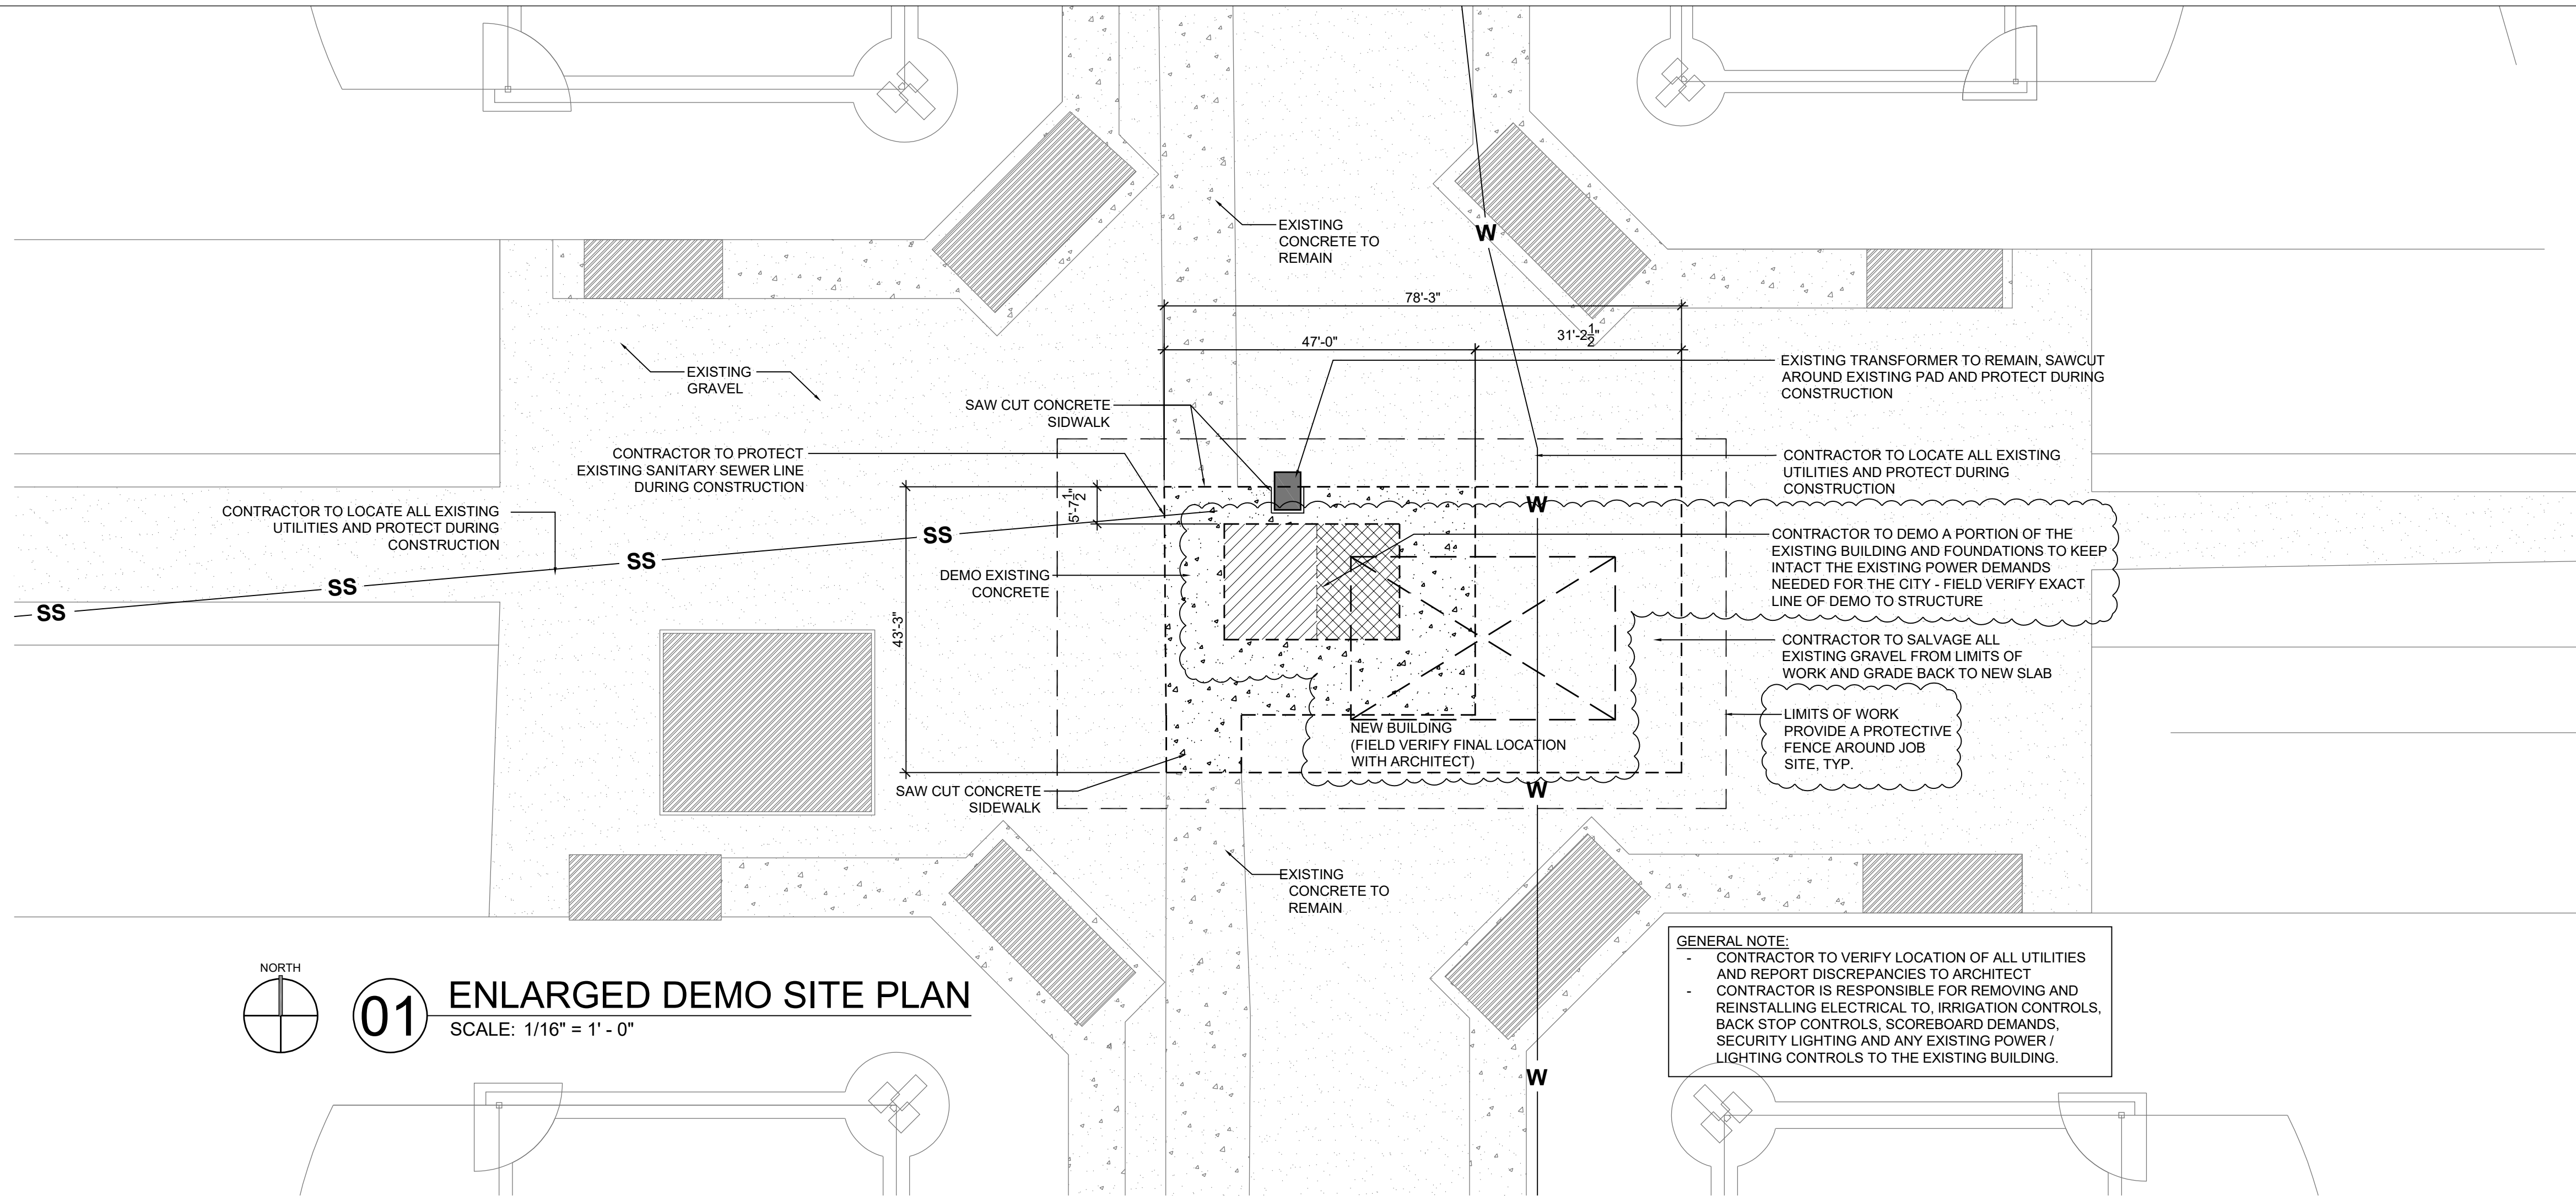 EXISTING
CONCRETE TO
REMAIN
W
78'-3"
47'-0"
31'-2 1/2"
EXISTING
GRAVEL
EXISTING TRANSFORMER TO REMAIN, SAWCUT
AROUND EXISTING PAD AND PROTECT DURING
CONSTRUCTION
SAW CUT CONCRETE
SIDWALK
CONTRACTOR TO PROTECT
EXISTING SANITARY SEWER LINE
DURING CONSTRUCTION
CONTRACTOR TO LOCATE ALL EXISTING
UTILITIES AND PROTECT DURING
CONSTRUCTION
5'-7 1/2"
W
CONTRACTOR TO LOCATE ALL EXISTING
UTILITIES AND PROTECT DURING
CONSTRUCTION
SS
SS
SS
SS
CONTRACTOR TO DEMO A PORTION OF THE
EXISTING BUILDING AND FOUNDATIONS TO KEEP
INTACT THE EXISTING POWER DEMANDS
NEEDED FOR THE CITY - FIELD VERIFY EXACT
LINE OF DEMO TO STRUCTURE
DEMO EXISTING
CONCRETE
43'-3"
CONTRACTOR TO SALVAGE ALL
EXISTING GRAVEL FROM LIMITS OF
WORK AND GRADE BACK TO NEW SLAB
LIMITS OF WORK
PROVIDE A PROTECTIVE
FENCE AROUND JOB
SITE, TYP.
NEW BUILDING
(FIELD VERIFY FINAL LOCATION
WITH ARCHITECT)
SAW CUT CONCRETE
SIDEWALK
W
EXISTING
CONCRETE TO
REMAIN
GENERAL NOTE:
- CONTRACTOR TO VERIFY LOCATION OF ALL UTILITIES
AND REPORT DISCREPANCIES TO ARCHITECT
- CONTRACTOR IS RESPONSIBLE FOR REMOVING AND
REINSTALLING ELECTRICAL TO, IRRIGATION CONTROLS,
BACK STOP CONTROLS, SCOREBOARD DEMANDS,
SECURITY LIGHTING AND ANY EXISTING POWER /
LIGHTING CONTROLS TO THE EXISTING BUILDING.
NORTH
01
ENLARGED DEMO SITE PLAN
SCALE: 1/16" = 1' - 0"
W